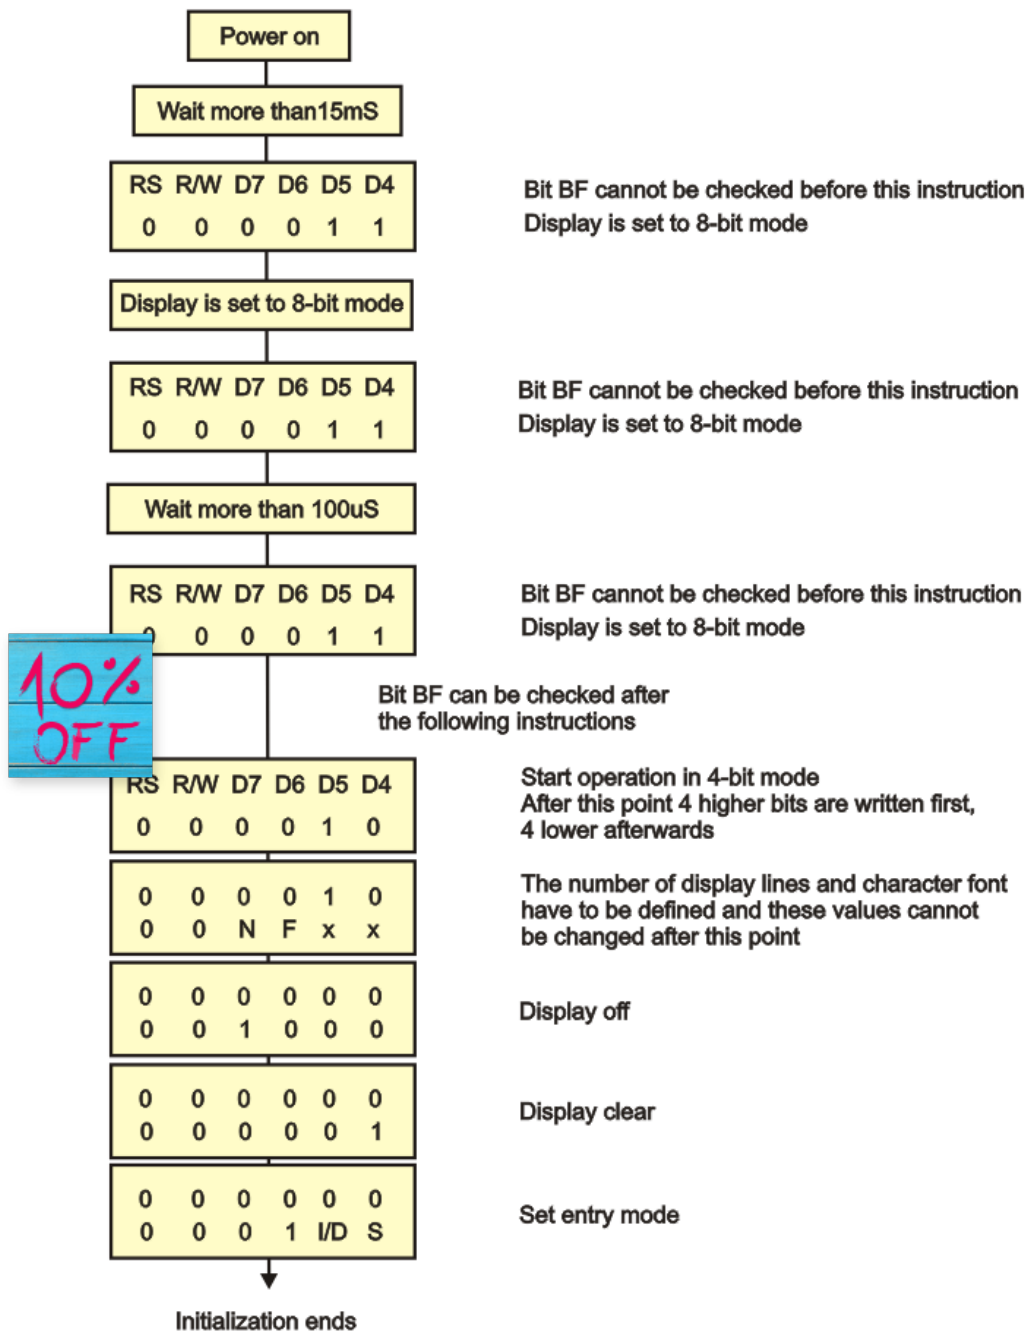 Power on
Wait more than15mS
RS R/W D7 D6 D5 D4
0 0 0 0 1 1
Bit BF cannot be checked before this instruction
Display is set to 8-bit mode
Display is set to 8-bit mode
RS R/W D7 D6 D5 D4
0 0 0 0 1 1
Bit BF cannot be checked before this instruction
Display is set to 8-bit mode
Wait more than 100uS
RS R/W D7 D6 D5 D4
0 0 0 0 1 1
Bit BF cannot be checked before this instruction
Display is set to 8-bit mode
10%
OFF
Bit BF can be checked after
the following instructions
RS R/W D7 D6 D5 D4
0 0 0 0 1 0
Start operation in 4-bit mode
After this point 4 higher bits are written first,
4 lower afterwards
0 0 0 0 1 0
0 0 N F x x
The number of display lines and character font
have to be defined and these values cannot
be changed after this point
0 0 0 0 0 0
0 0 1 0 0 0
Display off
0 0 0 0 0 0
0 0 0 0 0 1
Display clear
0 0 0 0 0 0
0 0 0 1 I/D S
Set entry mode
Initialization ends